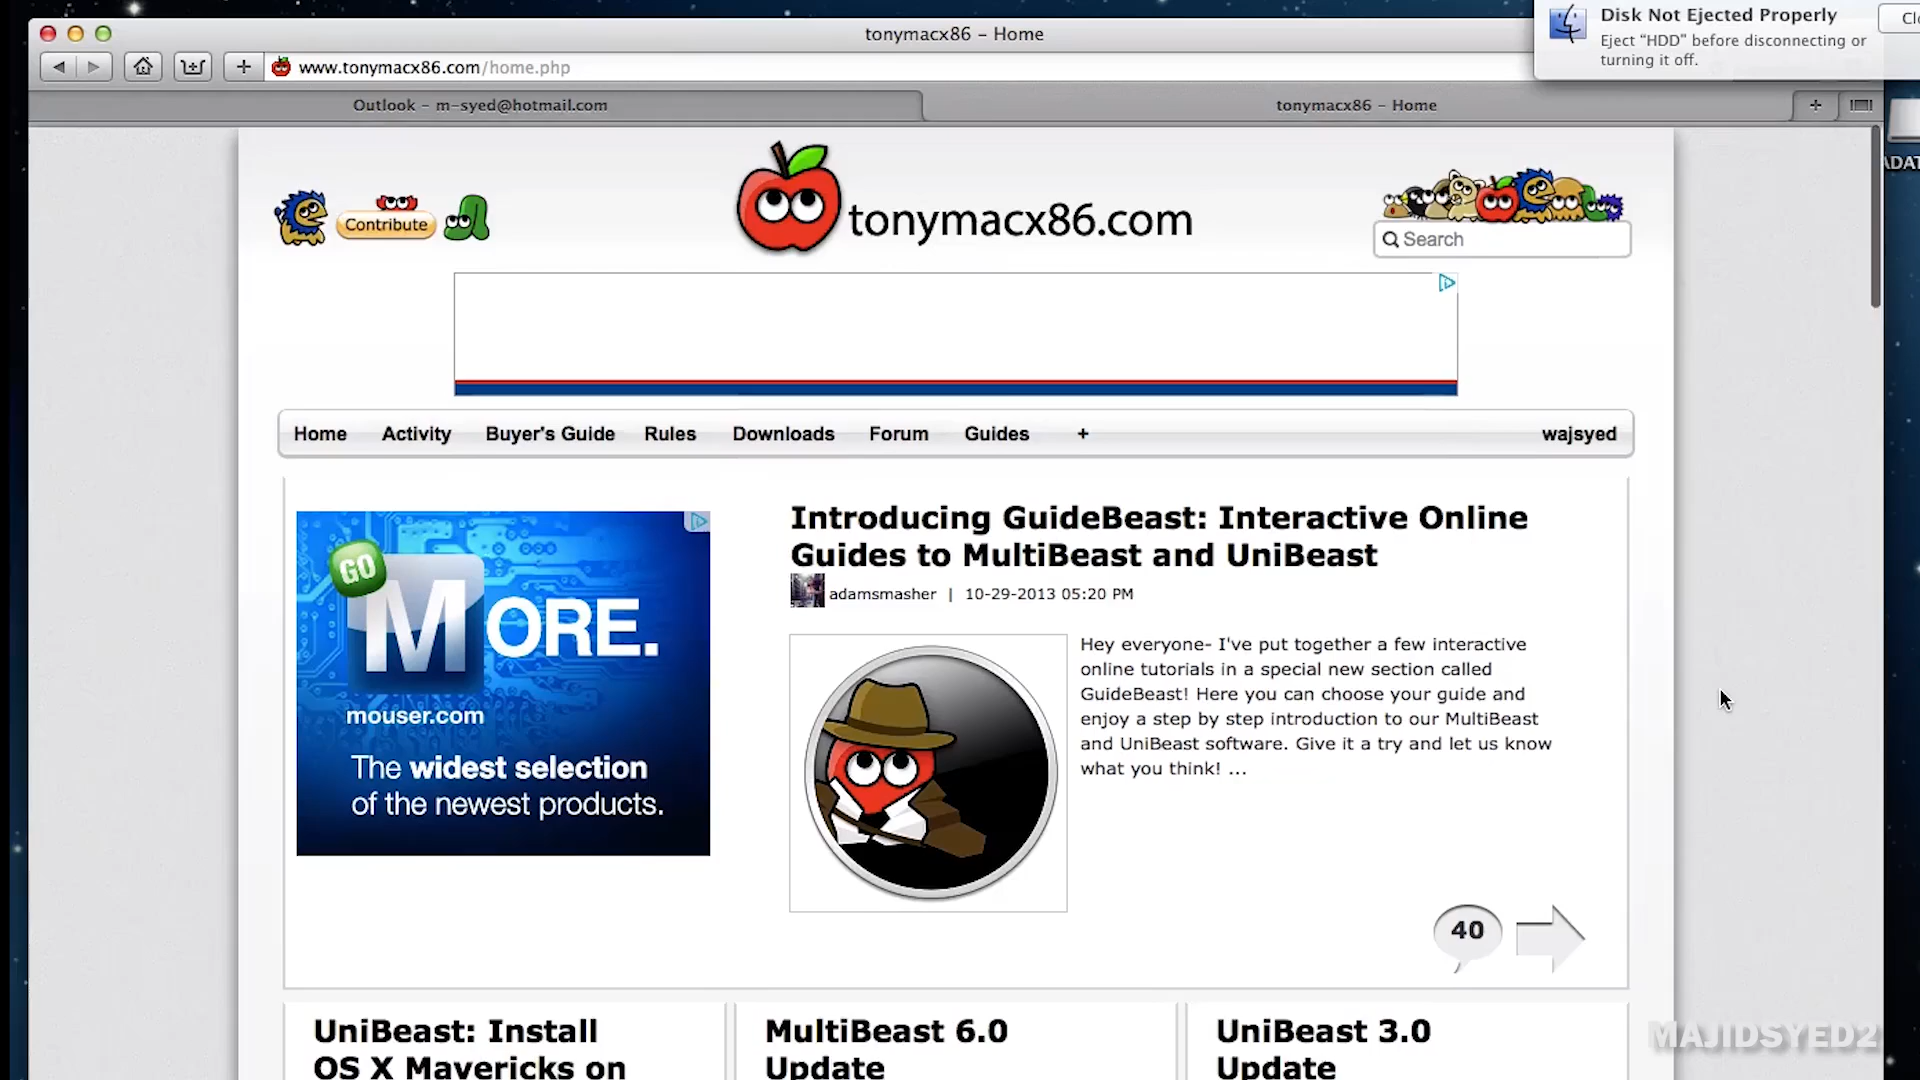 tonymacx86 – Home
Disk Not Ejected Properly
Eject “HDD” before disconnecting or
turning it off.
www.tonymacx86.com/home.php
Outlook – m-syed@hotmail.com
tonymacx86 – Home
Contribute
tonymacx86.com
Search
Home
Activity
Buyer's Guide
Rules
Downloads
Forum
Guides
+
wajsyed
GO
MORE.
mouser.com
The widest selection
of the newest products.
Introducing GuideBeast: Interactive Online
Guides to MultiBeast and UniBeast
adamsmasher | 10-29-2013 05:20 PM
Hey everyone- I've put together a few interactive
online tutorials in a special new section called
GuideBeast! Here you can choose your guide and
enjoy a step by step introduction to our MultiBeast
and UniBeast software. Give it a try and let us know
what you think! ...
40
UniBeast: Install
OS X Mavericks on
MultiBeast 6.0
Update
UniBeast 3.0
Update
MAJIDSYED2